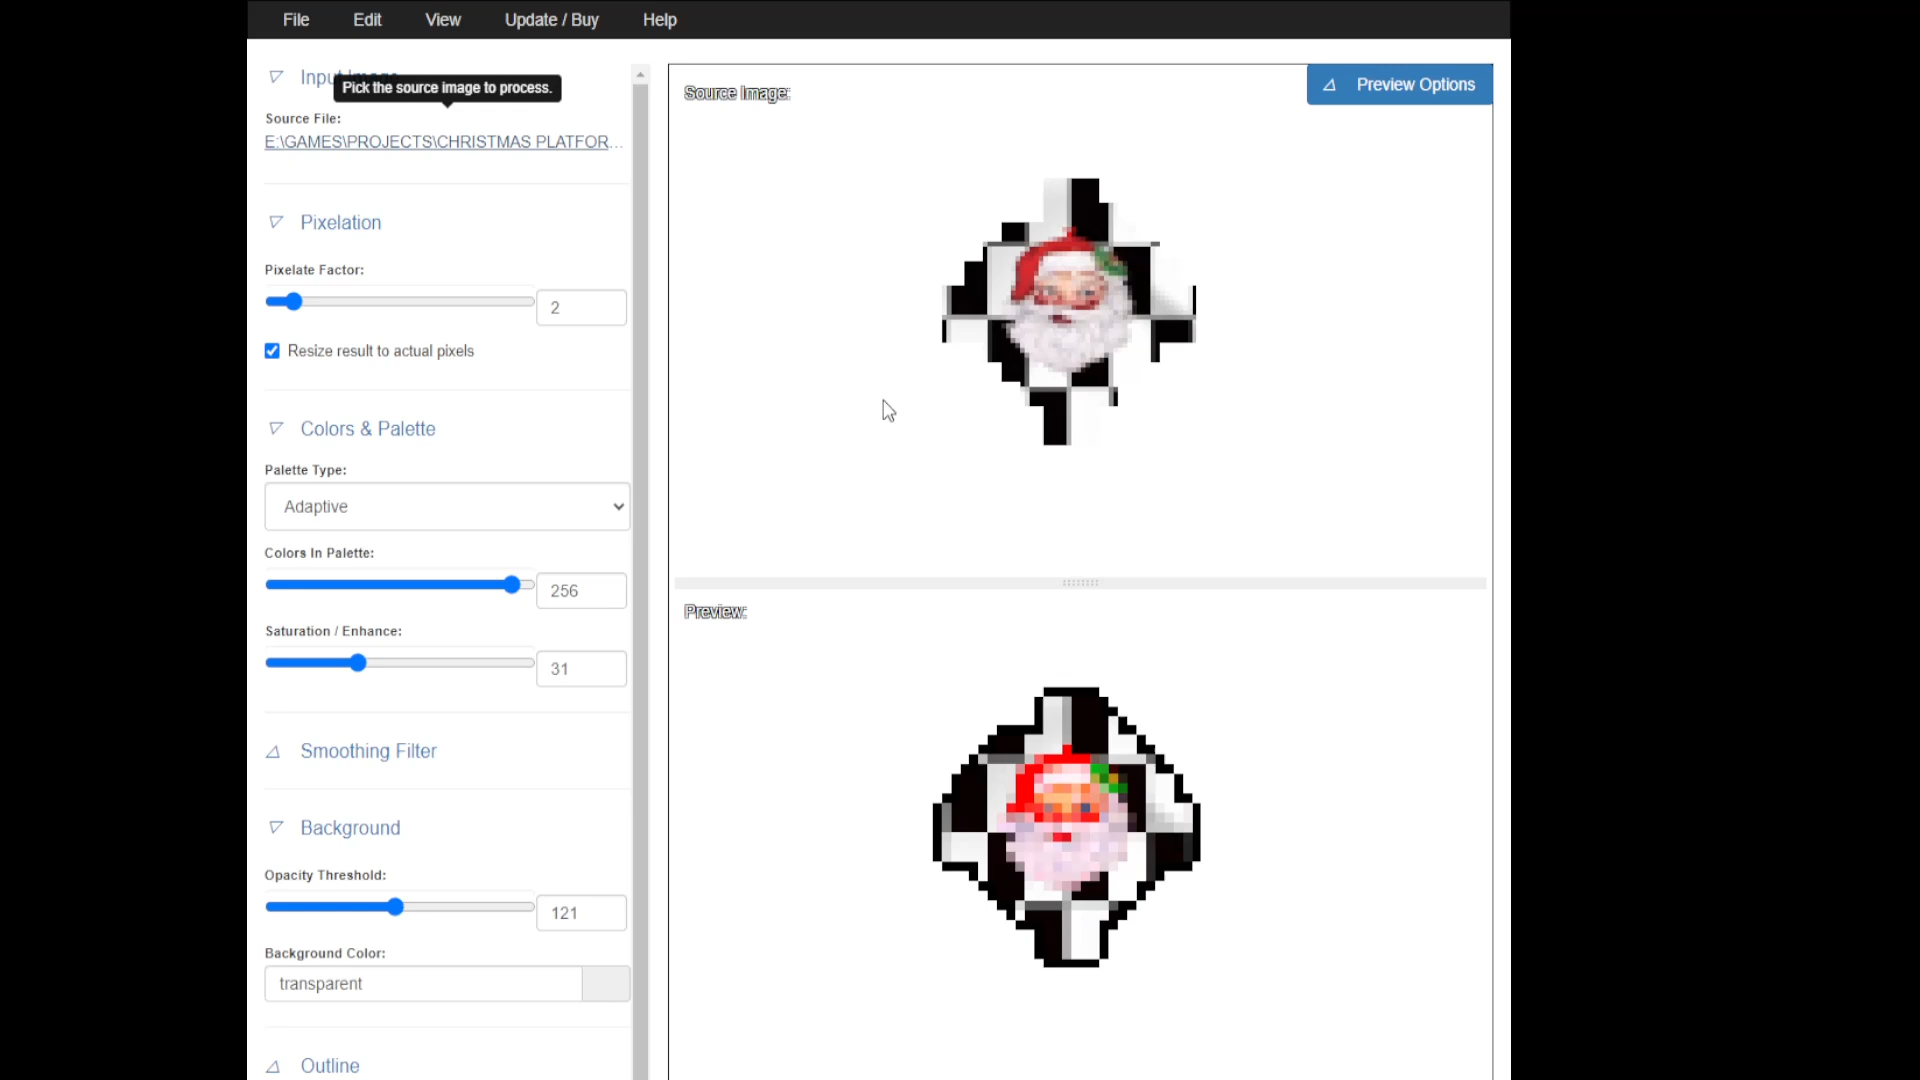 File Edit View Update / Buy Help
Input Image
Pick the source image to process.
Source File:
E:\GAMES\PROJECTS\CHRISTMAS PLATFOR...
Pixelation
Pixelate Factor:
2
Resize result to actual pixels
Colors & Palette
Palette Type:
Adaptive
Colors In Palette:
256
Saturation / Enhance:
31
Smoothing Filter
Background
Opacity Threshold:
121
Background Color:
transparent
Outline
Source Image:
Preview Options
Preview: